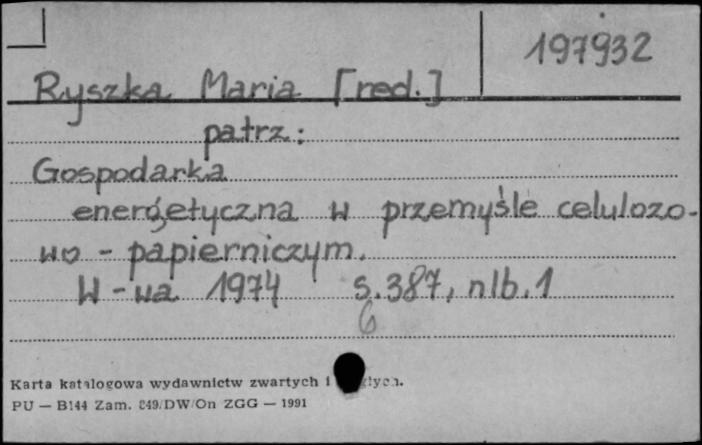 197932
Ryszka Maria [red.]
patrz:
Gospodarka
energetyczna w przemyśle celulozo-
wo - papierniczym.
W-wa 1974 s. 387, nlb. 1
6
Karta katalogowa wydawnictw zwartych i
PU — B144 Zam. 849/DW/On ZGG — 1991